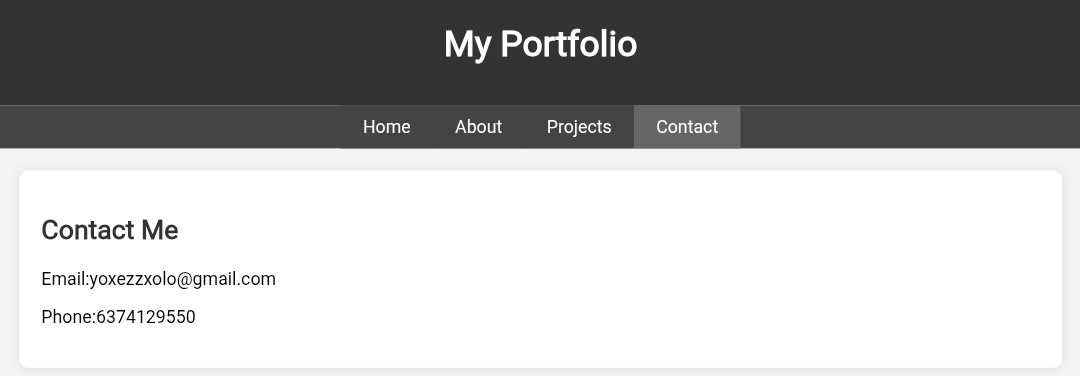 My Portfolio
Home About Projects Contact
Contact Me
Email:yoxezzxolo@gmail.com
Phone:6374129550